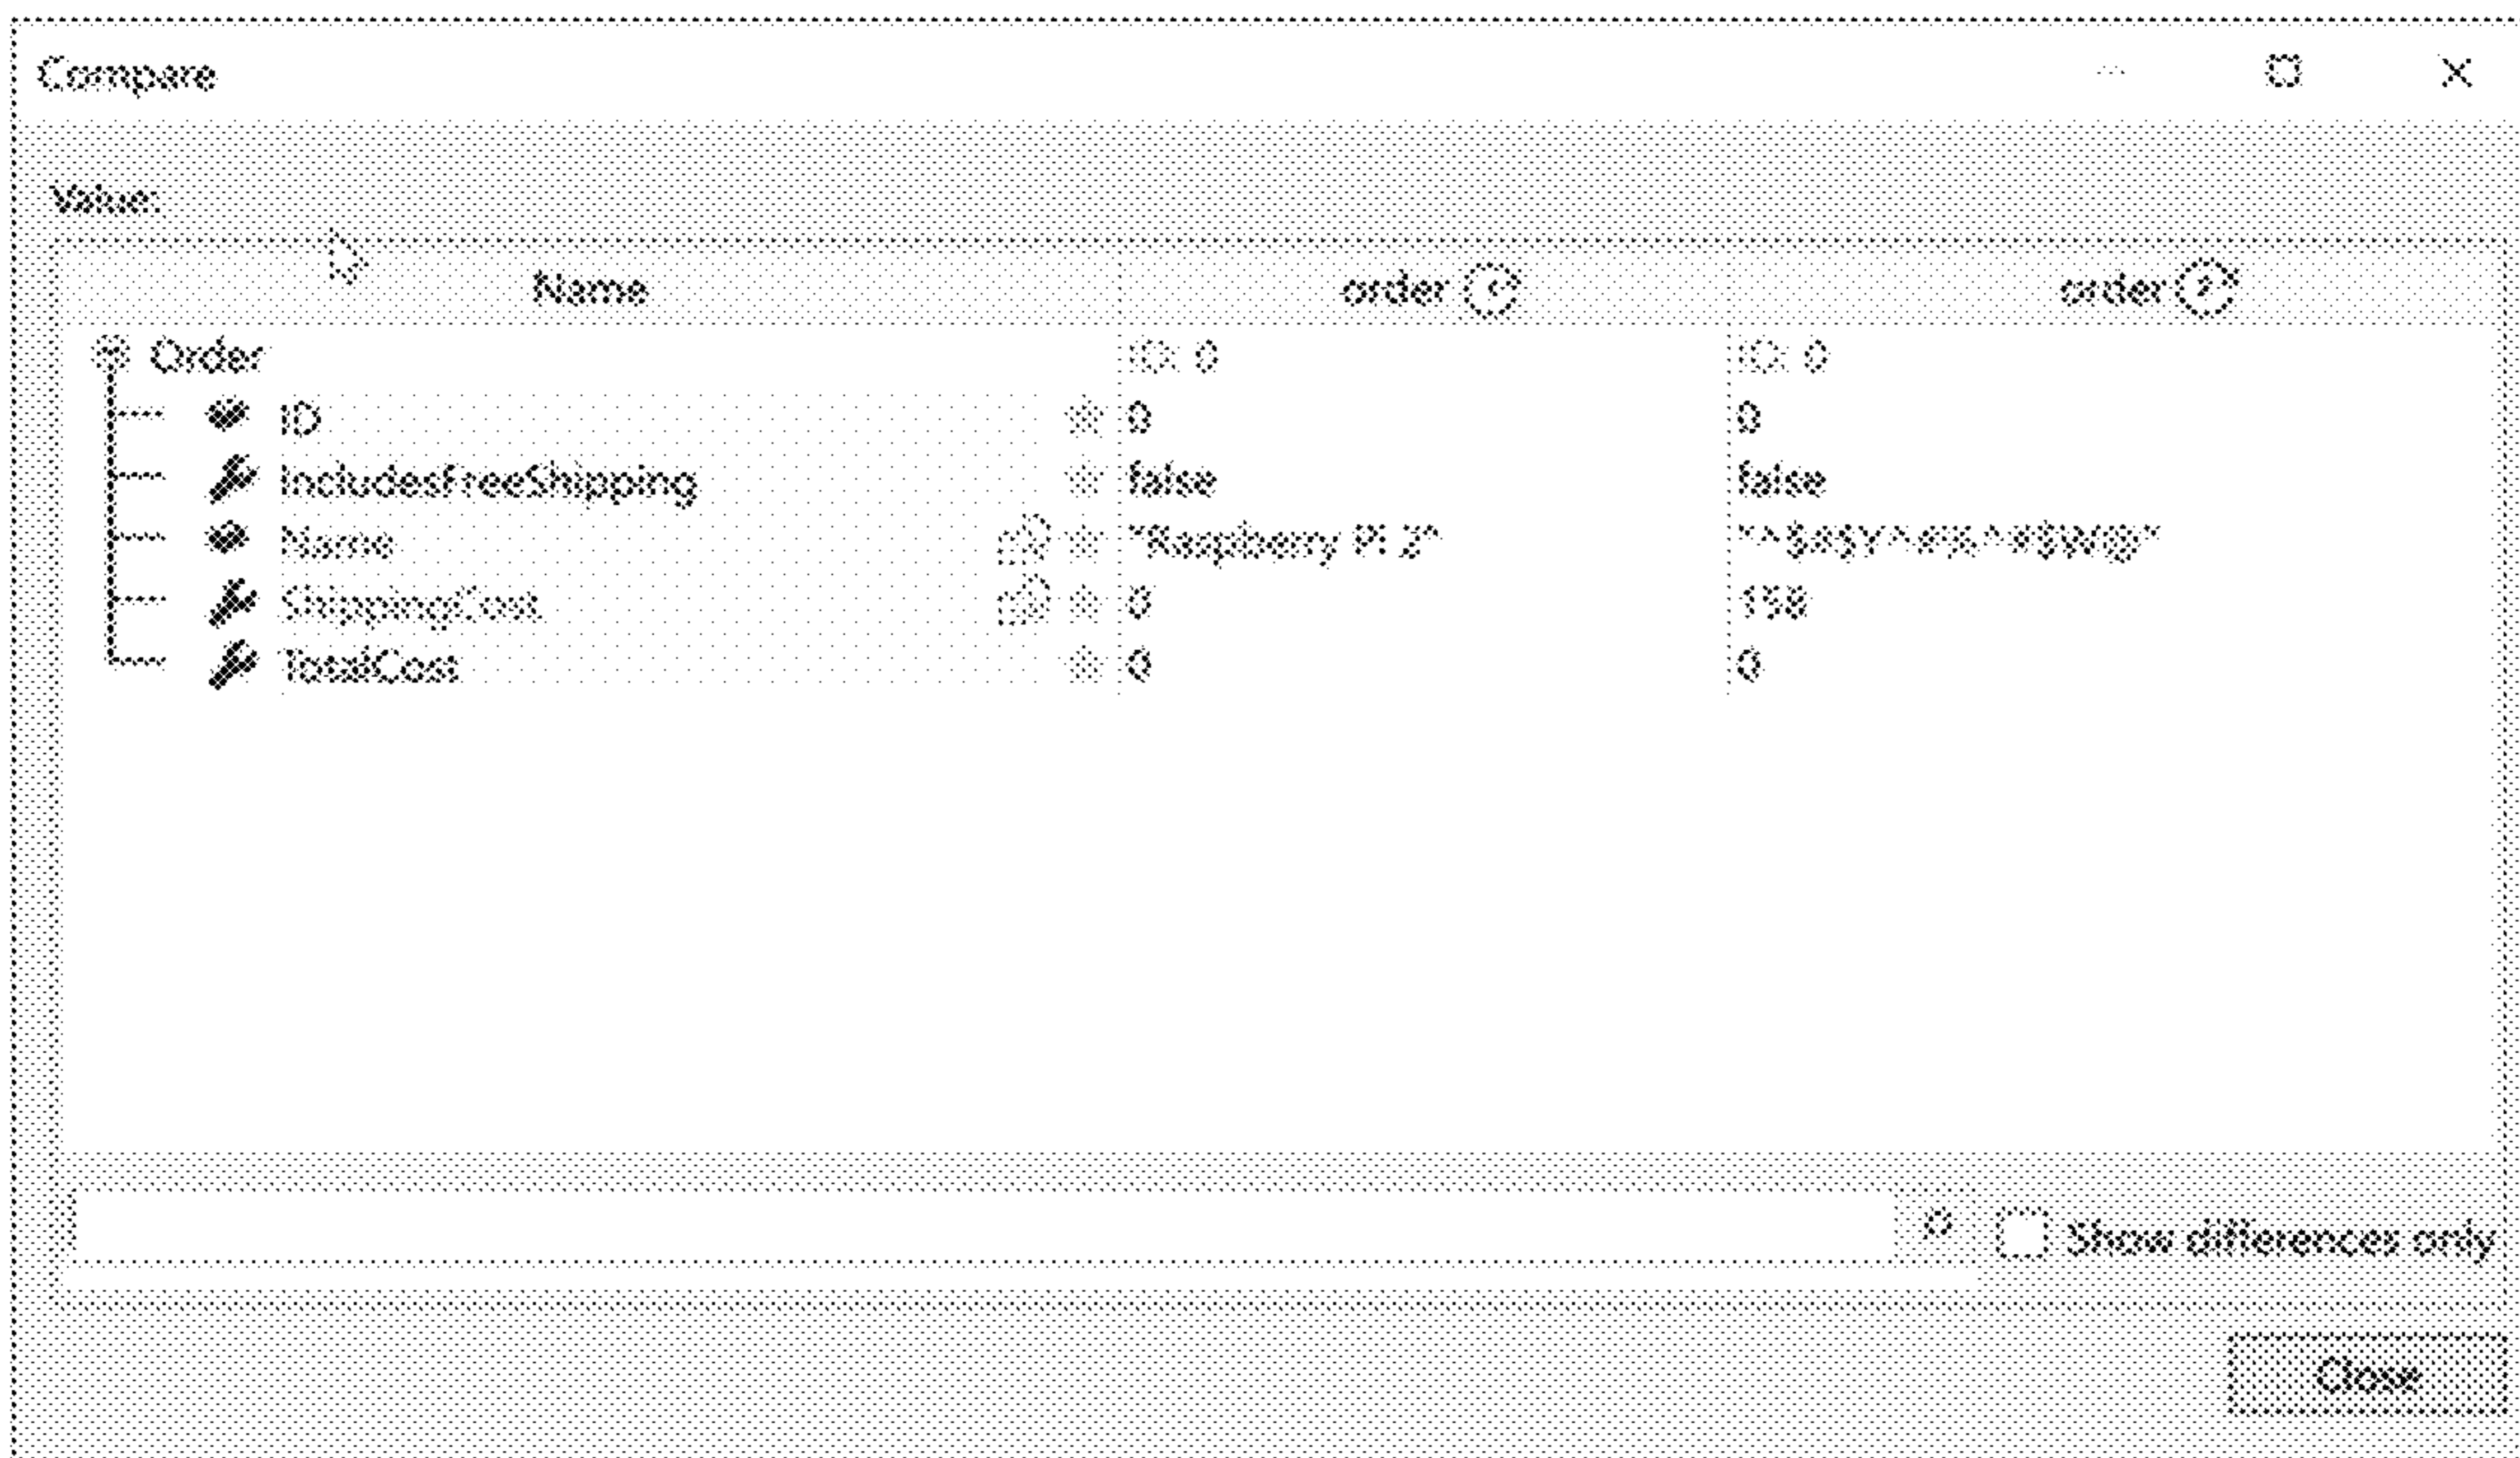 Compare
Value:
Name order order
Order ID: 0 ID: 0
ID 0 0
IncludesFreeShipping false false
Name "Raspberry Pi
ShippingCost 0 158
TotalCost 0 0
Show differences only
Close